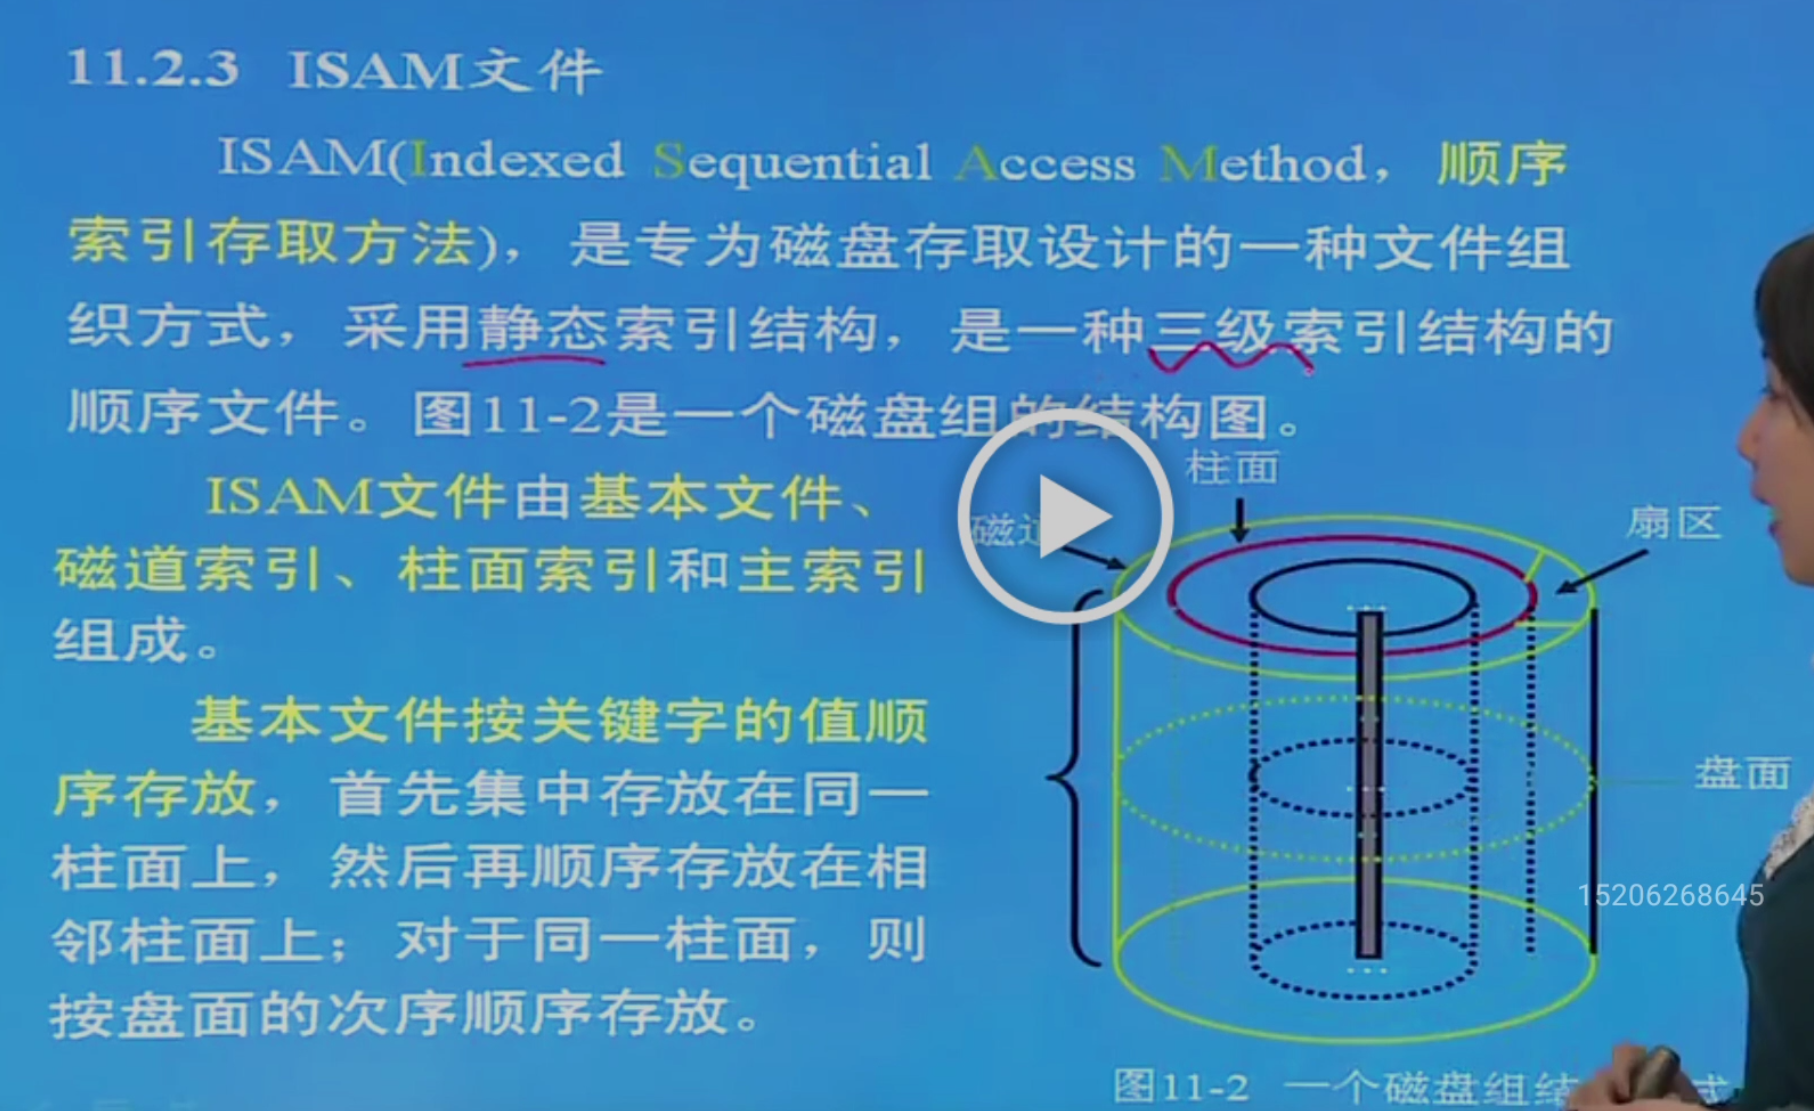 11.2.3 ISAM文件
ISAM(Indexed Sequential Access Method，顺序
索引存取方法)，是专为磁盘存取设计的一种文件组
织方式，采用静态索引结构，是一种三级索引结构的
顺序文件。图11-2是一个磁盘组的结构图。
ISAM文件由基本文件、
磁道索引、柱面索引和主索引
组成。
基本文件按关键字的值顺
序存放，首先集中存放在同一
柱面上，然后再顺序存放在相
邻柱面上；对于同一柱面，则
按盘面的次序顺序存放。
柱面
磁道
扇区
盘面
15206268645
图11-2 一个磁盘组结
式